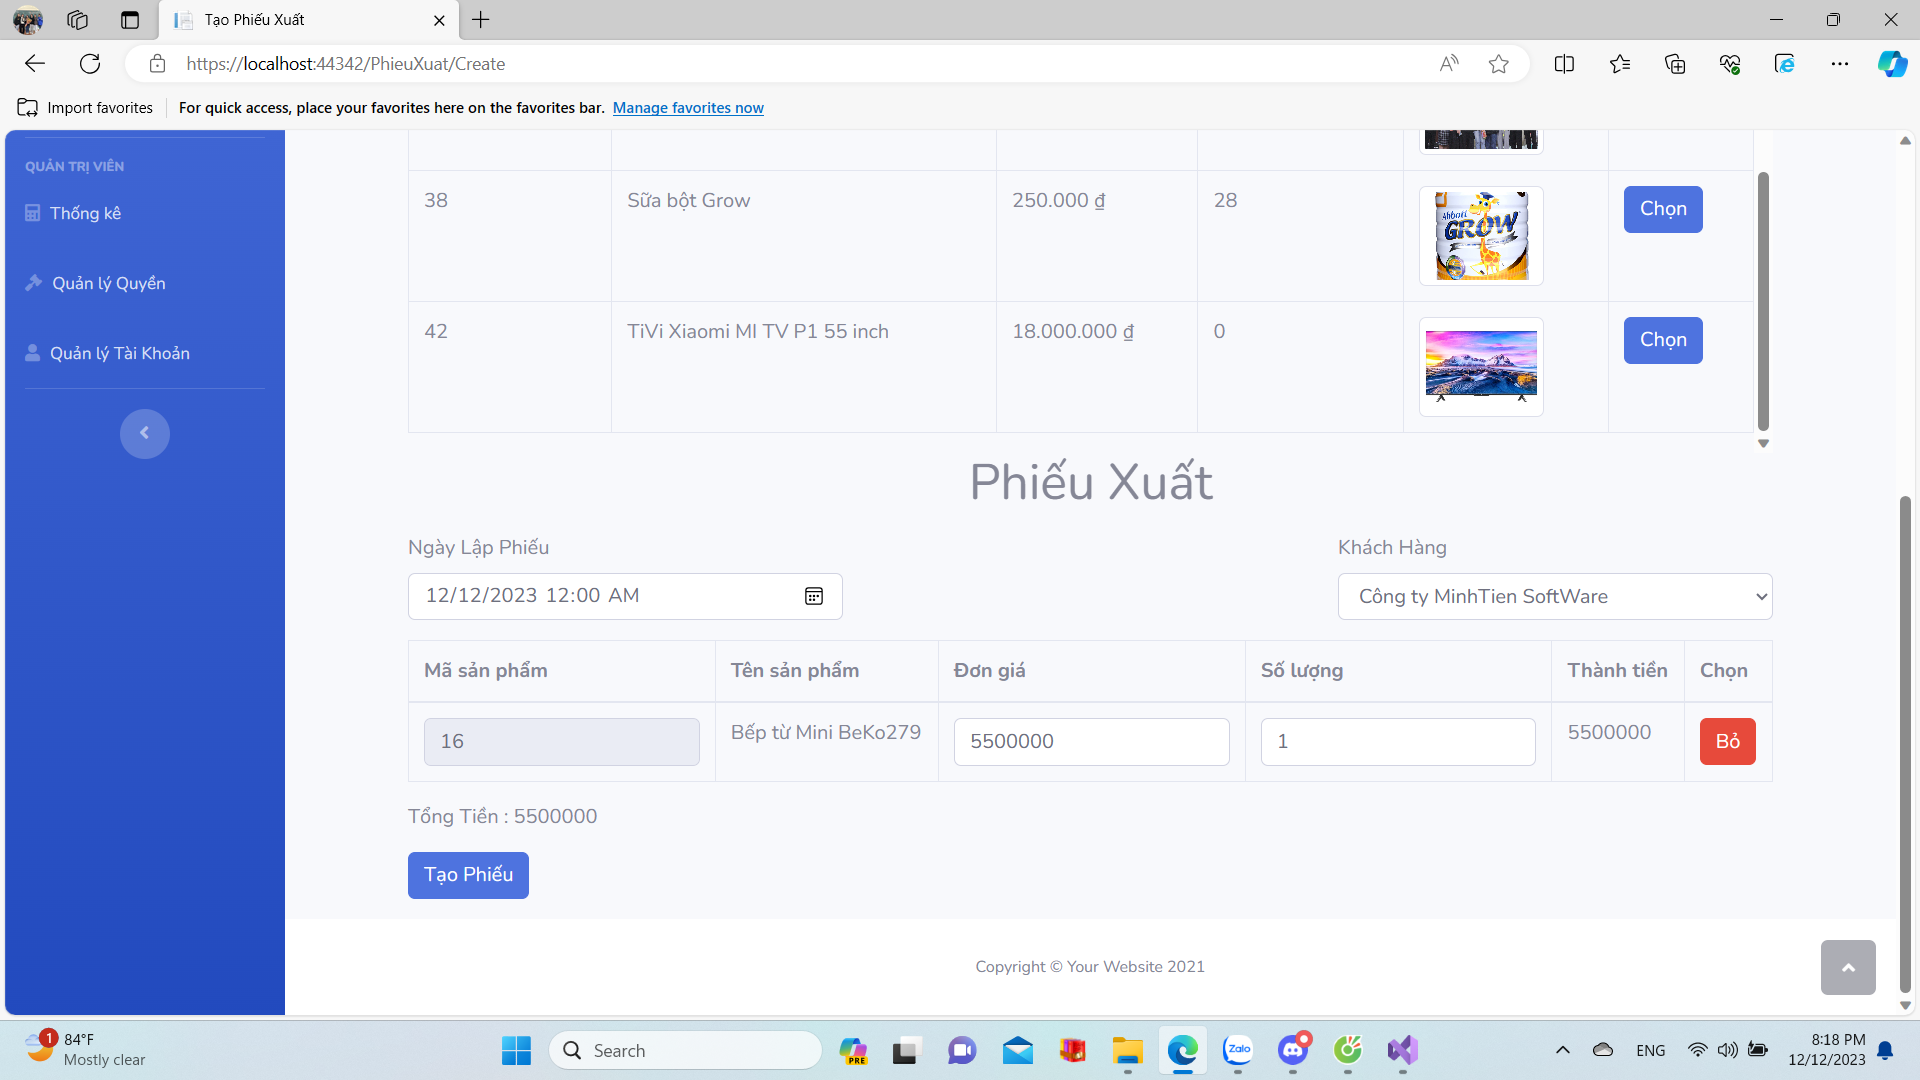 Tạo Phiếu Xuất
https://localhost:44342/PhieuXuat/Create
Import favorites
For quick access, place your favorites here on the favorites bar. Manage favorites now
QUẢN TRỊ VIÊN
Thống kê
Quản lý Quyền
Quản lý Tài Khoản
38 Sữa bột Grow 250.000 ₫ 28 Chọn
Abbott
GROW
42 TiVi Xiaomi MI TV P1 55 inch 18.000.000 ₫ 0 Chọn
Phiếu Xuất
Ngày Lập Phiếu Khách Hàng
12/12/2023 12:00 AM Công ty MinhTien SoftWare
Mã sản phẩm Tên sản phẩm Đơn giá Số lượng Thành tiền Chọn
16 Bếp từ Mini BeKo279 5500000 1 5500000 Bỏ
Tổng Tiền : 5500000
Tạo Phiếu
Copyright © Your Website 2021
1
84°F
Mostly clear
Search
PRE
Zalo
ENG
8:18 PM
12/12/2023